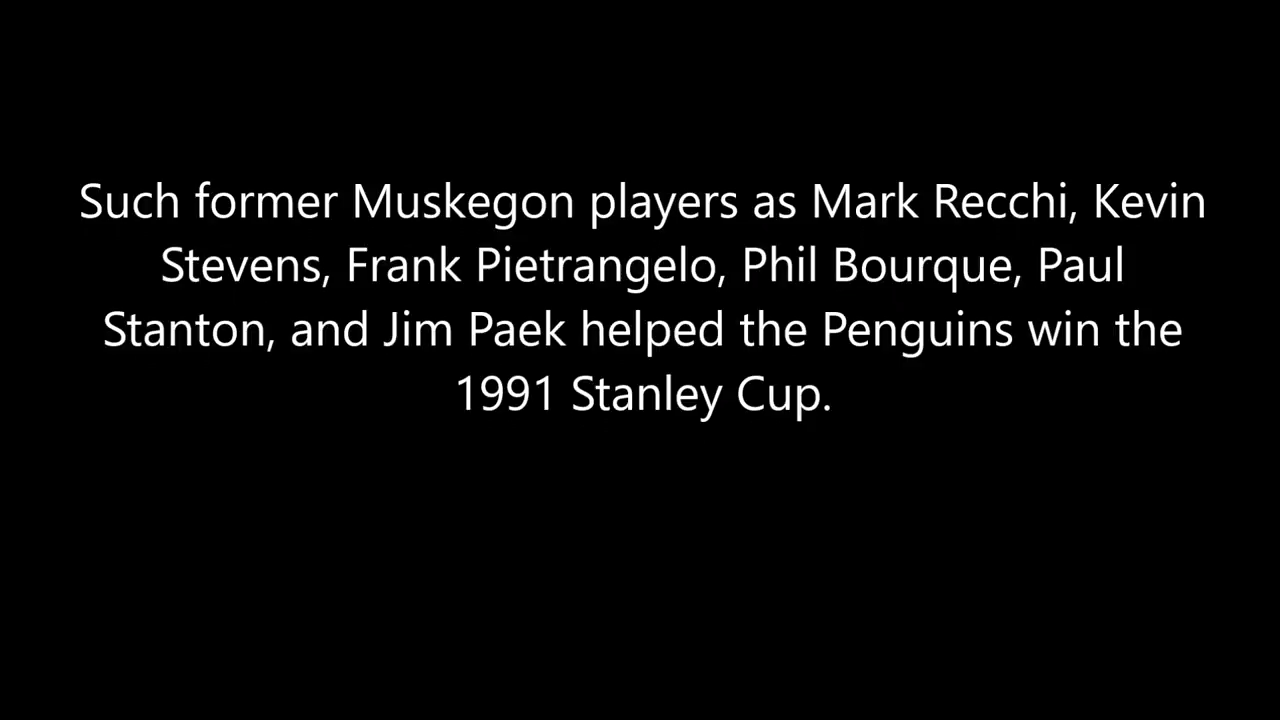 Such former Muskegon players as Mark Recchi, Kevin
Stevens, Frank Pietrangelo, Phil Bourque, Paul
Stanton, and Jim Paek helped the Penguins win the
1991 Stanley Cup.